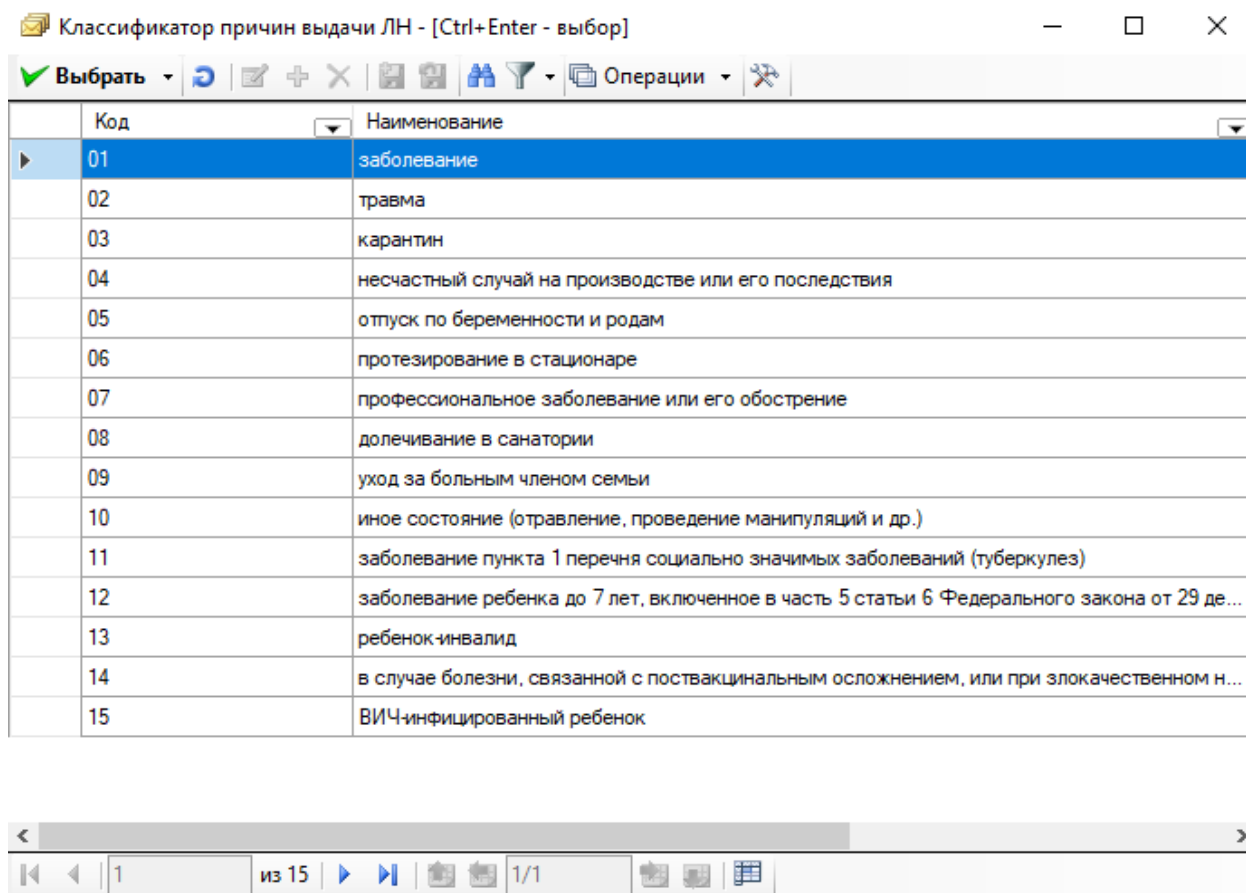 Классификатор причин выдачи ЛН - [Ctrl+Enter - выбор]
Выбрать Операции
Код Наименование
01 заболевание
02 травма
03 карантин
04 несчастный случай на производстве или его последствия
05 отпуск по беременности и родам
06 протезирование в стационаре
07 профессиональное заболевание или его обострение
08 долечивание в санатории
09 уход за больным членом семьи
10 иное состояние (отравление, проведение манипуляций и др.)
11 заболевание пункта 1 перечня социально значимых заболеваний (туберкулез)
12 заболевание ребенка до 7 лет, включенное в часть 5 статьи 6 Федерального закона от 29 де...
13 ребенок-инвалид
14 в случае болезни, связанной с поствакцинальным осложнением, или при злокачественном н...
15 ВИЧ-инфицированный ребенок
1 из 15 1/1